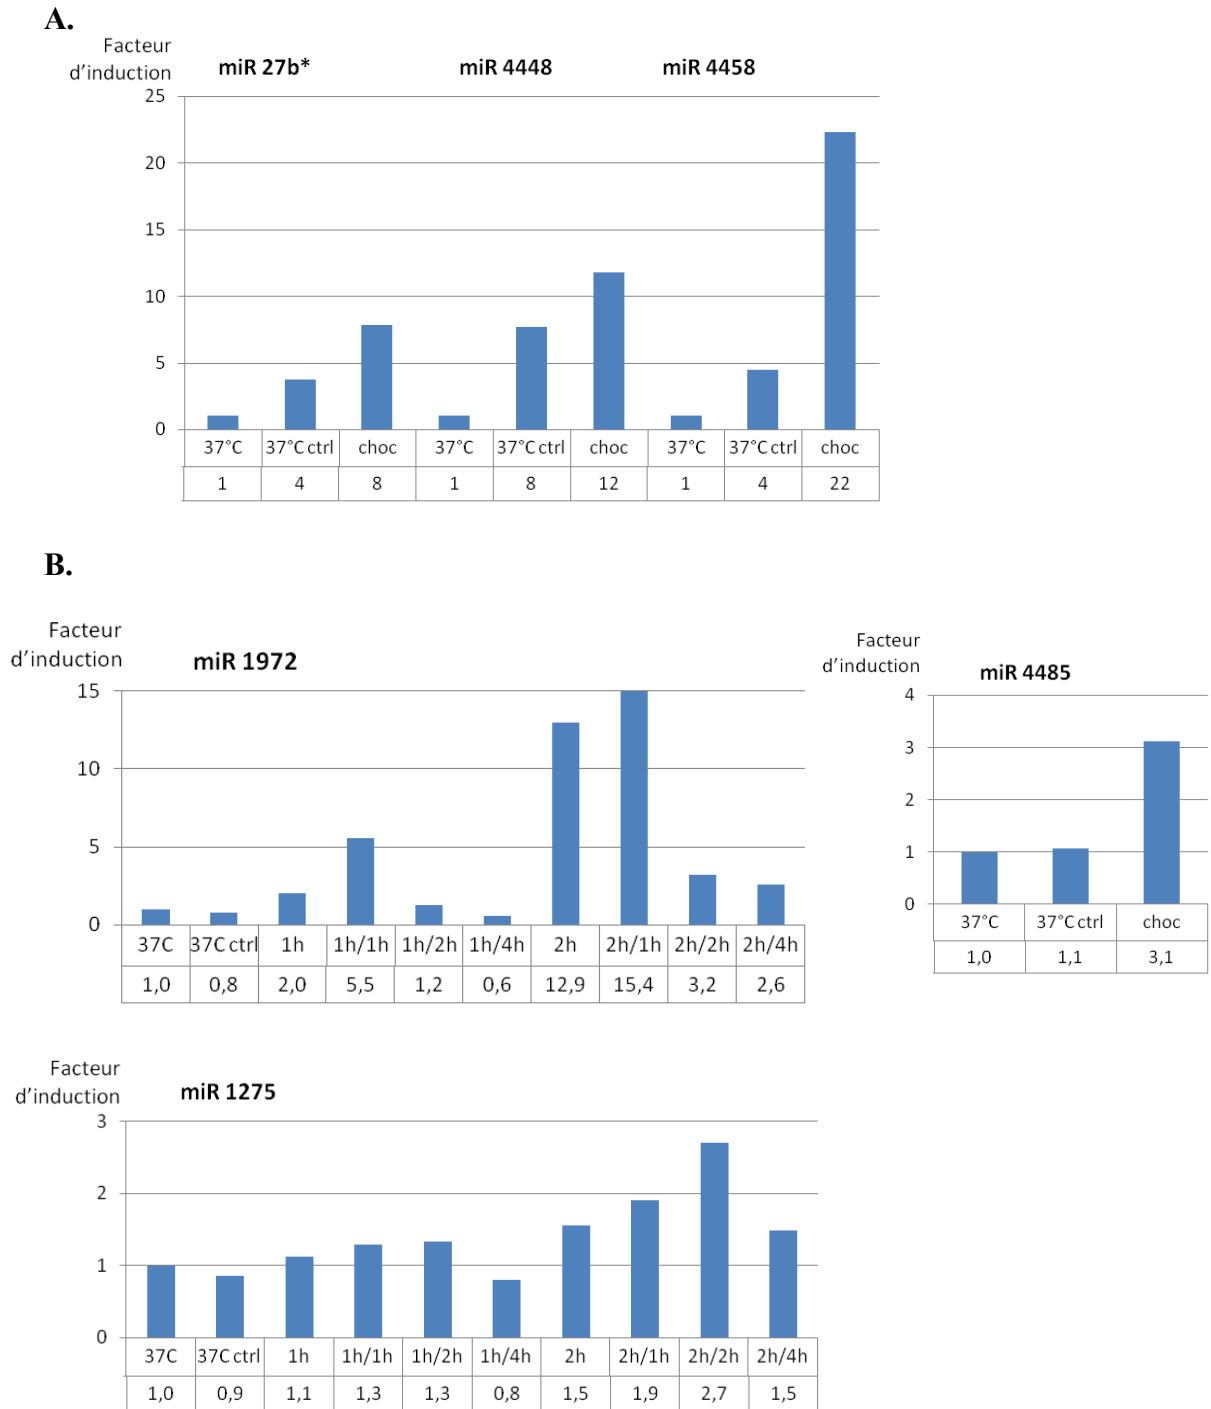 A.
Facteur
d’induction
miR 27b* miR 4448 miR 4458
25
20
15
10
5
0
37°C 37°C ctrl choc 37°C 37°C ctrl choc 37°C 37°C ctrl choc
1 4 8 1 8 12 1 4 22
B.
Facteur
d’induction
miR 1972
15
10
5
0
37C 37C ctrl 1h 1h/1h 1h/2h 1h/4h 2h 2h/1h 2h/2h 2h/4h
1,0 0,8 2,0 5,5 1,2 0,6 12,9 15,4 3,2 2,6
Facteur
d’induction
miR 4485
4
3
2
1
0
37°C 37°C ctrl choc
1,0 1,1 3,1
Facteur
d’induction
miR 1275
3
2
1
0
37C 37C ctrl 1h 1h/1h 1h/2h 1h/4h 2h 2h/1h 2h/2h 2h/4h
1,0 0,9 1,1 1,3 1,3 0,8 1,5 1,9 2,7 1,5